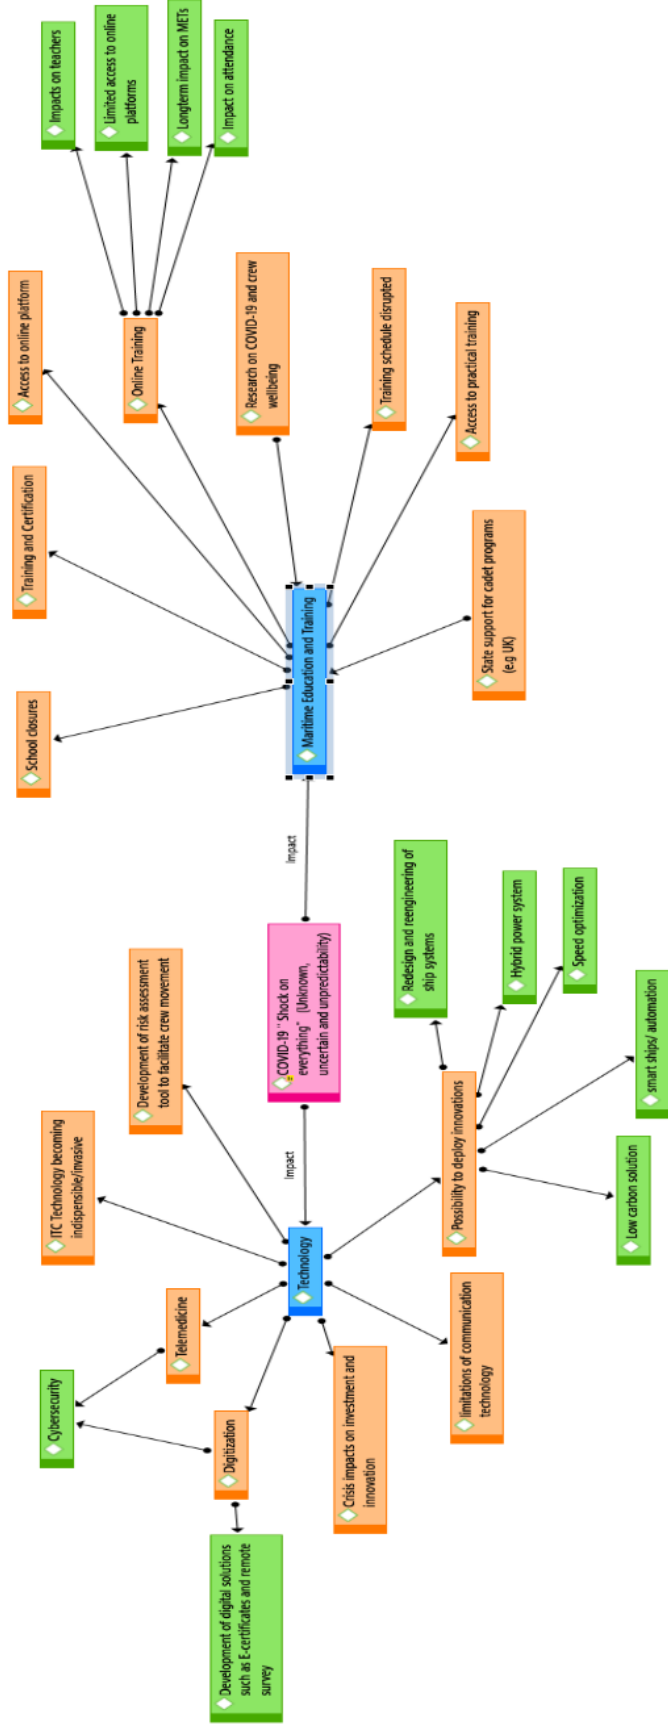 Cybersecurity
Development of digital solutions
such as E-certificates and remote
survey
Digitization
Telemedicine
ITC Technology becoming
indispensible/invasive
Development of risk assessment
tool to facilitate crew movement
Crisis impacts on investment and
innovation
Technology
limitations of communication
technology
Possibility to deploy innovations
Low carbon solution
smart ships/ automation
Speed optimization
Hybrid power system
Redesign and reengineering of
ship systems
Impact
COVID-19 " Shock on
everything" (Unknown,
uncertain and unpredictability)
Impact
Maritime Education and Training
School closures
Training and Certification
Access to online platform
Online Training
Impacts on teachers
Limited access to online
platforms
Longterm impact on METs
Impact on attendance
Research on COVID-19 and crew
wellbeing
Training schedule disrupted
Access to practical training
State support for cadet programs
(e.g UK)